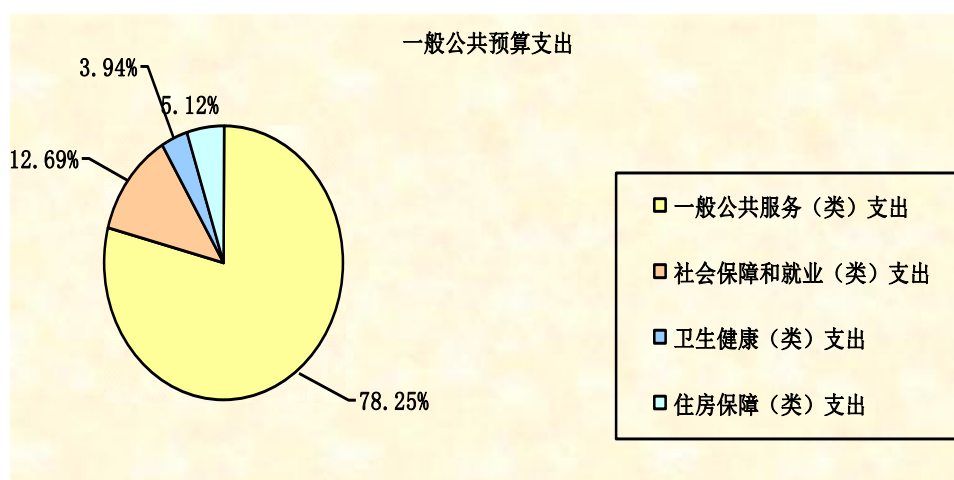 一般公共预算支出
3.94%
5.12%
12.69%
78.25%
一般公共服务（类）支出
社会保障和就业（类）支出
卫生健康（类）支出
住房保障（类）支出